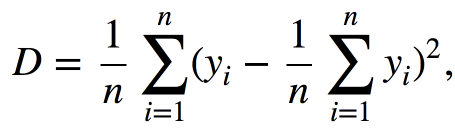 D = \frac{1}{n} \sum_{i=1}^{n} (y_i - \frac{1}{n} \sum_{i=1}^{n} y_i)^2,